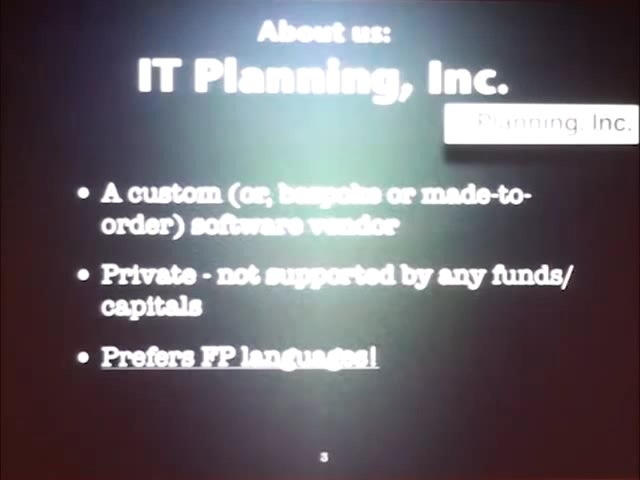 About us:
IT Planning, Inc.
Planning, Inc.
• A custom (or, bespoke or made-to-
order) software vendor
• Private - not supported by any funds/
capitals
• Prefers FP languages!
3